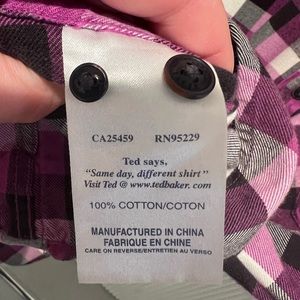 CA25459 RN95229
Ted says,
"Same day, different shirt"
Visit Ted @ www.tedbaker.com
100% COTTON/COTON
MANUFACTURED IN CHINA
FABRIQUE EN CHINE
CARE ON REVERSE/ENTRETIEN AU VERSO